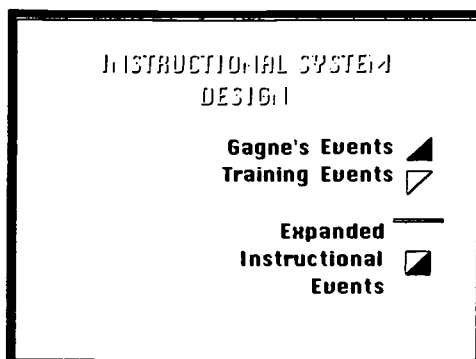 INSTRUCTIONAL SYSTEM
DESIGN
Gagne's Events
Training Events
Expanded
Instructional
Events